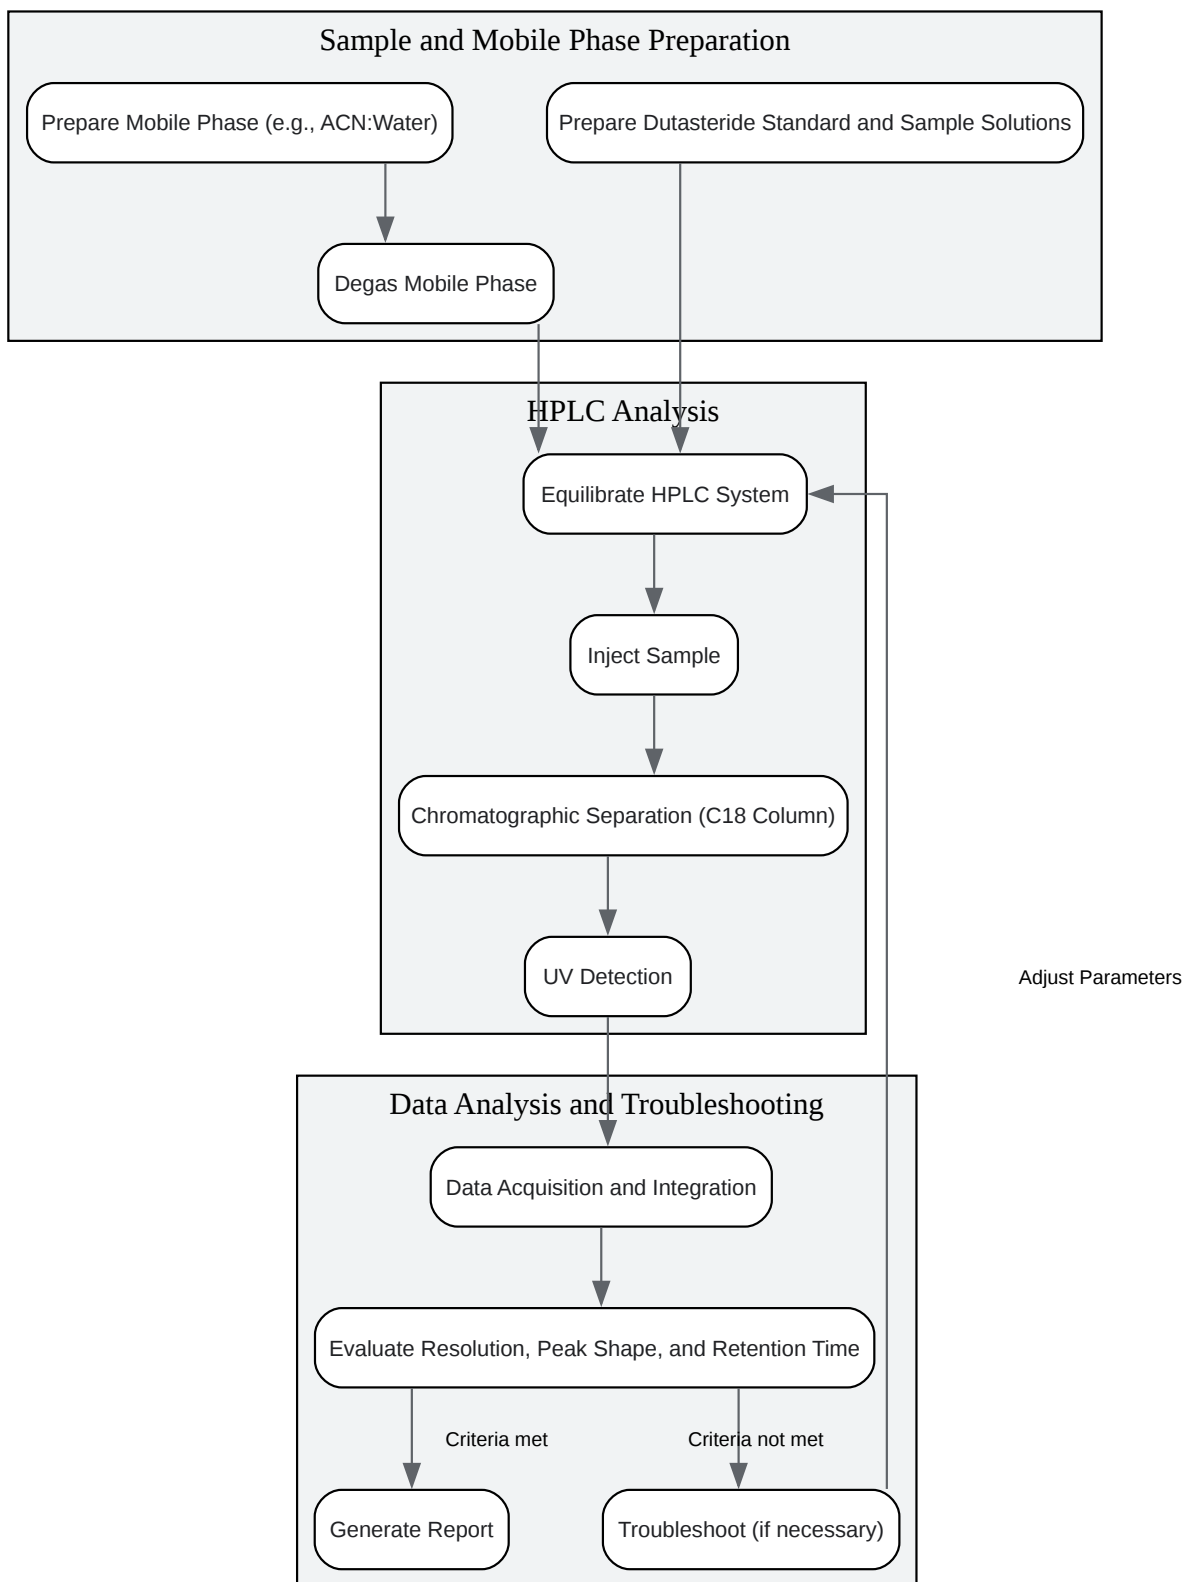 Sample and Mobile Phase Preparation
Prepare Mobile Phase (e.g., ACN:Water)
Prepare Dutasteride Standard and Sample Solutions
Degas Mobile Phase
HPLC Analysis
Equilibrate HPLC System
Inject Sample
Chromatographic Separation (C18 Column)
UV Detection
Adjust Parameters
Data Analysis and Troubleshooting
Data Acquisition and Integration
Evaluate Resolution, Peak Shape, and Retention Time
Criteria met
Criteria not met
Generate Report
Troubleshoot (if necessary)